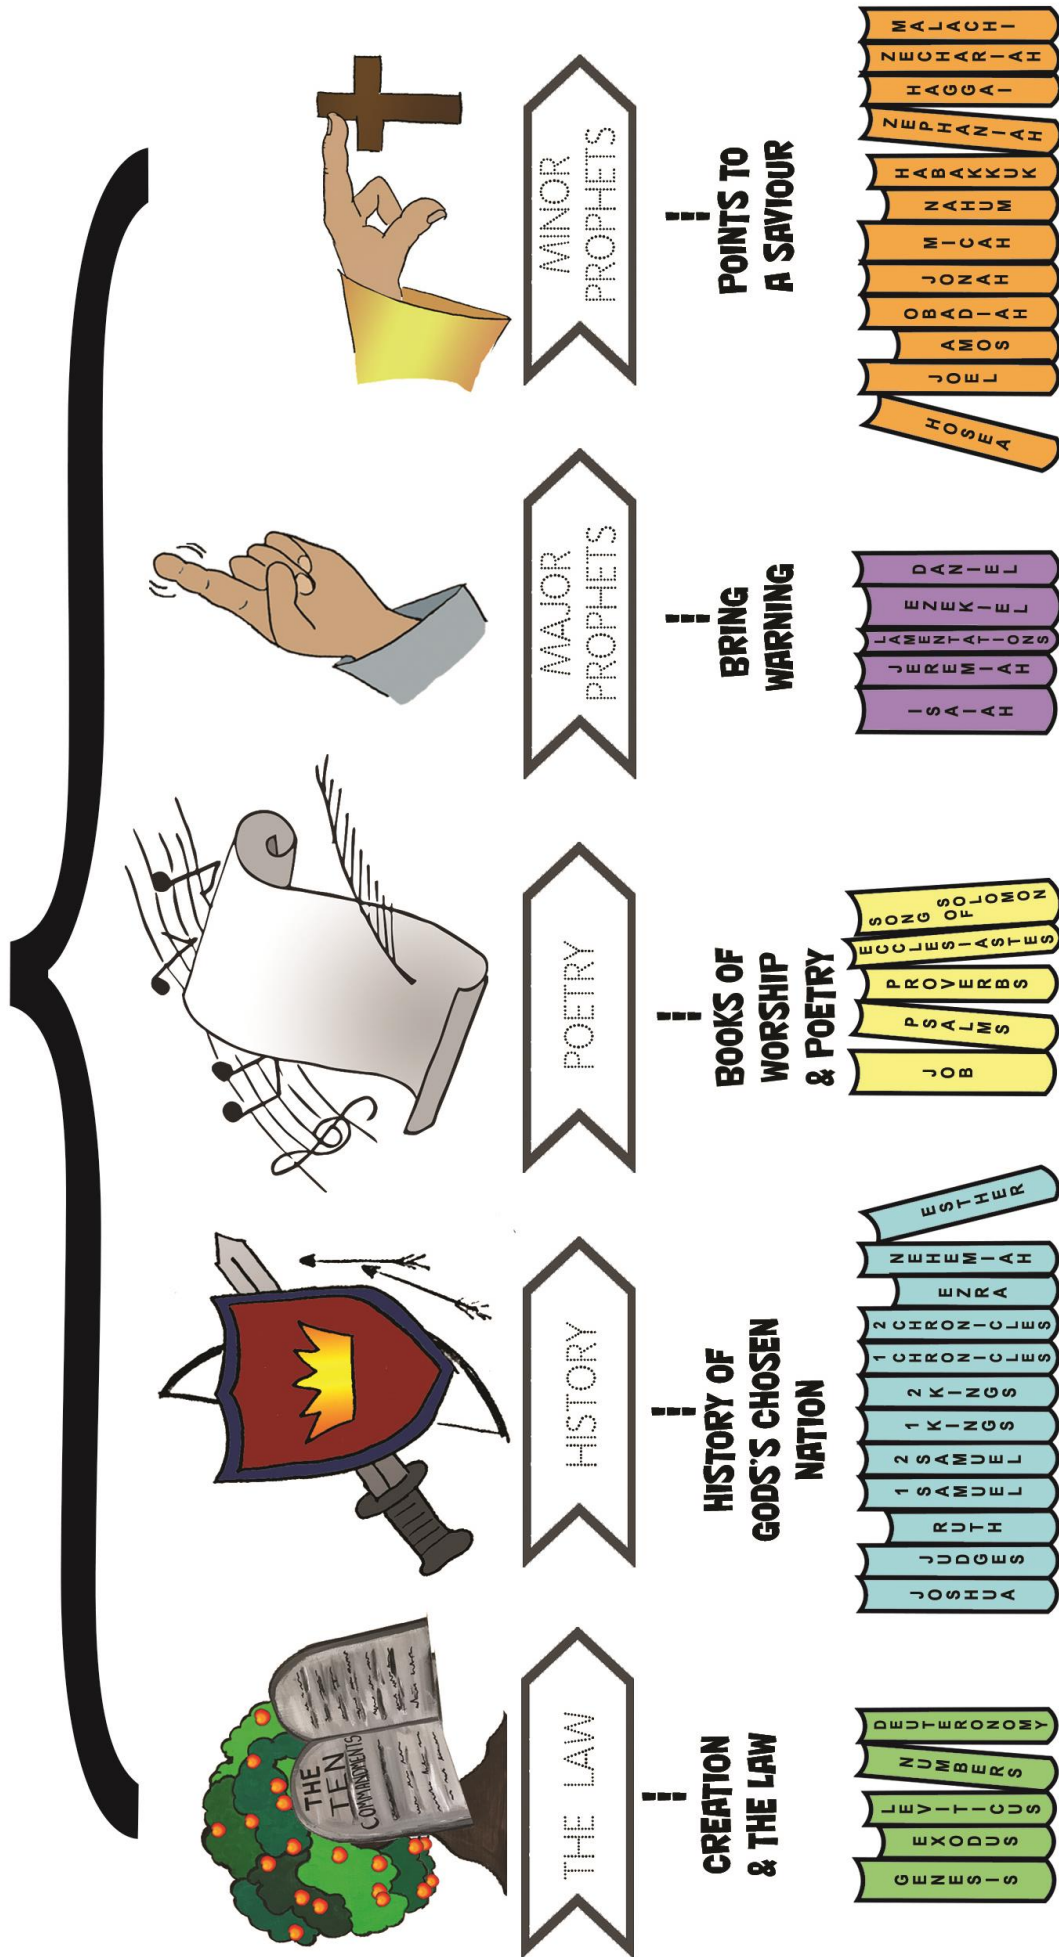 THE
TEN
COMMANDMENTS
THE LAW
CREATION
& THE LAW
GENESIS
EXODUS
LEVITICUS
NUMBERS
DEUTERONOMY
HISTORY
HISTORY OF
GODS'S CHOSEN
NATION
JOSHUA
JUDGES
RUTH
1 SAMUEL
2 SAMUEL
1 KINGS
2 KINGS
1 CHRONICLES
2 CHRONICLES
EZRA
NEHEMIAH
ESTHER
POETRY
BOOKS OF
WORSHIP
& POETRY
JOB
PSALMS
PROVERBS
ECCLESIASTES
SONG OF SOLOMON
MAJOR
PROPHETS
BRING
WARNING
ISAIAH
JEREMIAH
LAMENTATIONS
EZEKIEL
DANIEL
MINOR
PROPHETS
POINTS TO
A SAVIOUR
HOSEA
JOEL
AMOS
OBADIAH
JONAH
MICAH
NAHUM
HABAKKUK
ZEPHANIAH
HAGGAI
ZECHARIAH
MALACHI